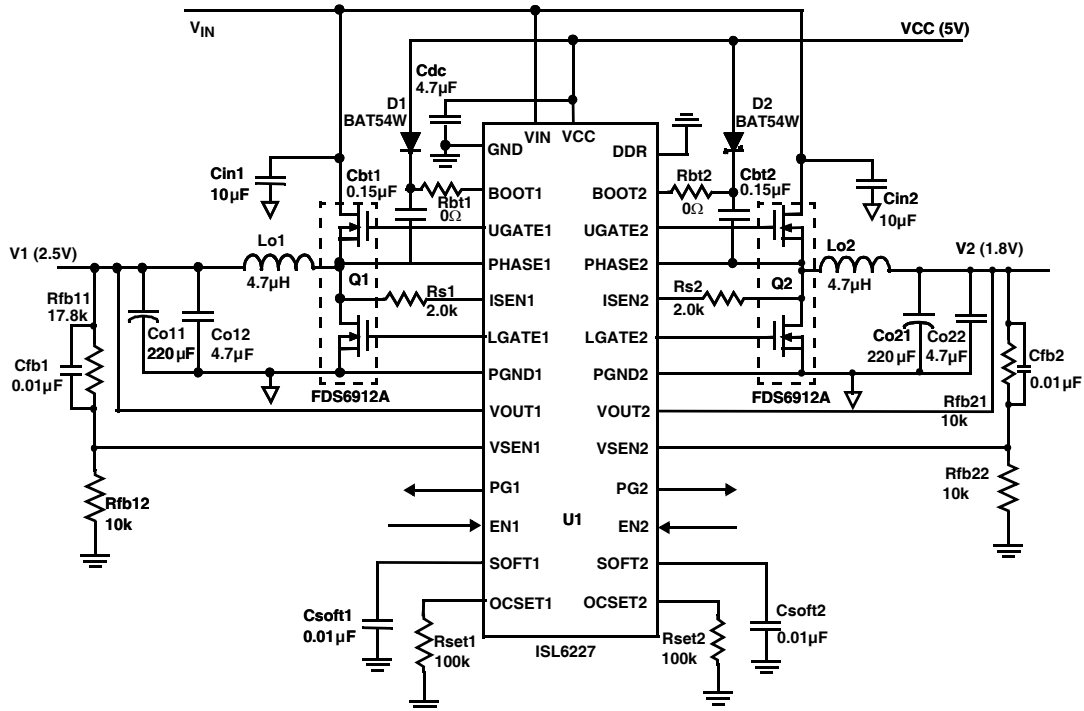 VIN
VCC (5V)
Cdc
4.7µF
D1
BAT54W
D2
BAT54W
VIN
VCC
GND
DDR
Cin1
10µF
Cbt1
0.15µF
Rbt1
0Ω
BOOT1
BOOT2
Rbt2
0Ω
Cbt2
0.15µF
Cin2
10µF
UGATE1
UGATE2
V1 (2.5V)
Lo1
4.7µH
PHASE1
PHASE2
Lo2
4.7µH
V2 (1.8V)
Q1
Rs1
2.0k
ISEN1
ISEN2
Rs2
2.0k
Q2
Rfb11
17.8k
Co11
220µF
Co12
4.7µF
LGATE1
LGATE2
Co21
220µF
Co22
4.7µF
Cfb1
0.01µF
Cfb2
0.01µF
PGND1
PGND2
FDS6912A
FDS6912A
VOUT1
VOUT2
Rfb21
10k
VSEN1
VSEN2
Rfb12
10k
Rfb22
10k
PG1
PG2
EN1
U1
EN2
SOFT1
SOFT2
Csoft1
0.01µF
OCSET1
OCSET2
Csoft2
0.01µF
Rset1
100k
Rset2
100k
ISL6227